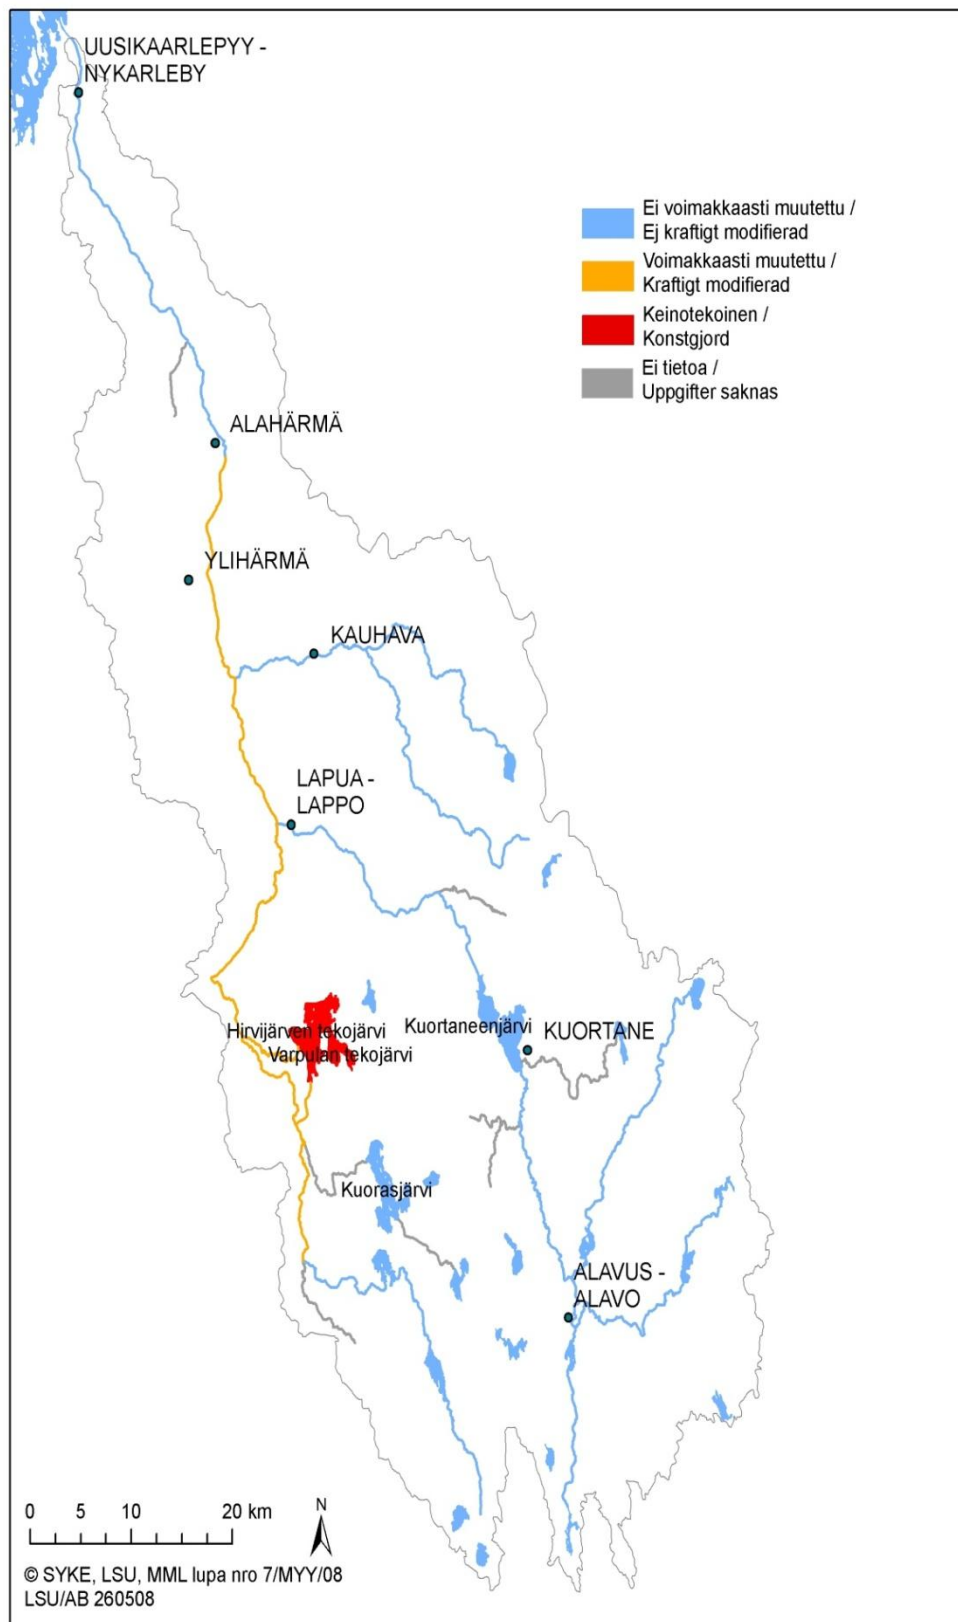 UUSIKAARLEPYY -
NYKARLEBY
Ei voimakkaasti muutettu /
Ej kraftigt modifierad
Voimakkaasti muutettu /
Kraftigt modifierad
Keinotekoinen /
Konstgjord
Ei tietoa /
Uppgifter saknas
ALAHÄRMÄ
YLIHÄRMÄ
KAUHAVA
LAPUA -
LAPPO
Hirvijärven tekojärvi
Varpulan tekojärvi
Kuortaneenjärvi
KUORTANE
Kuorasjärvi
ALAVUS -
ALAVO
0 5 10 20 km
N
© SYKE, LSU, MML lupa nro 7/MYY/08
LSU/AB 260508